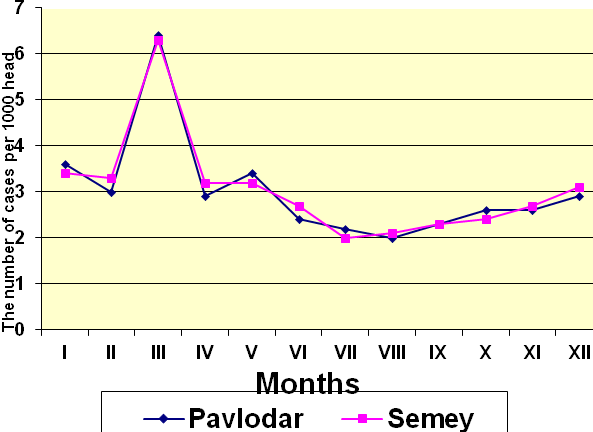 The number of cases per 1000 head
7
6
5
4
3
2
1
0
I II III IV V VI VII VIII IX X XI XII
Months
Pavlodar Semey